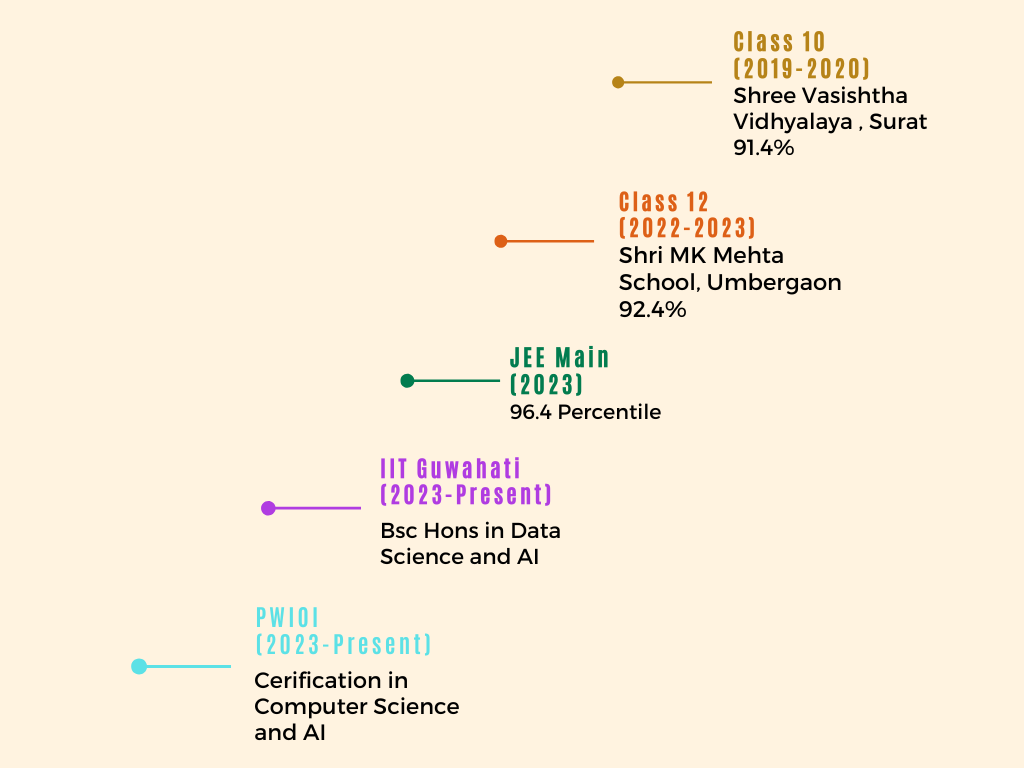 Class 10
(2019-2020)
Shree Vasishtha
Vidhyalaya , Surat
91.4%
Class 12
(2022-2023)
Shri MK Mehta
School, Umbergaon
92.4%
JEE Main
(2023)
96.4 Percentile
IIT Guwahati
(2023-Present)
Bsc Hons in Data
Science and AI
PWIOI
(2023-Present)
Cerification in
Computer Science
and AI